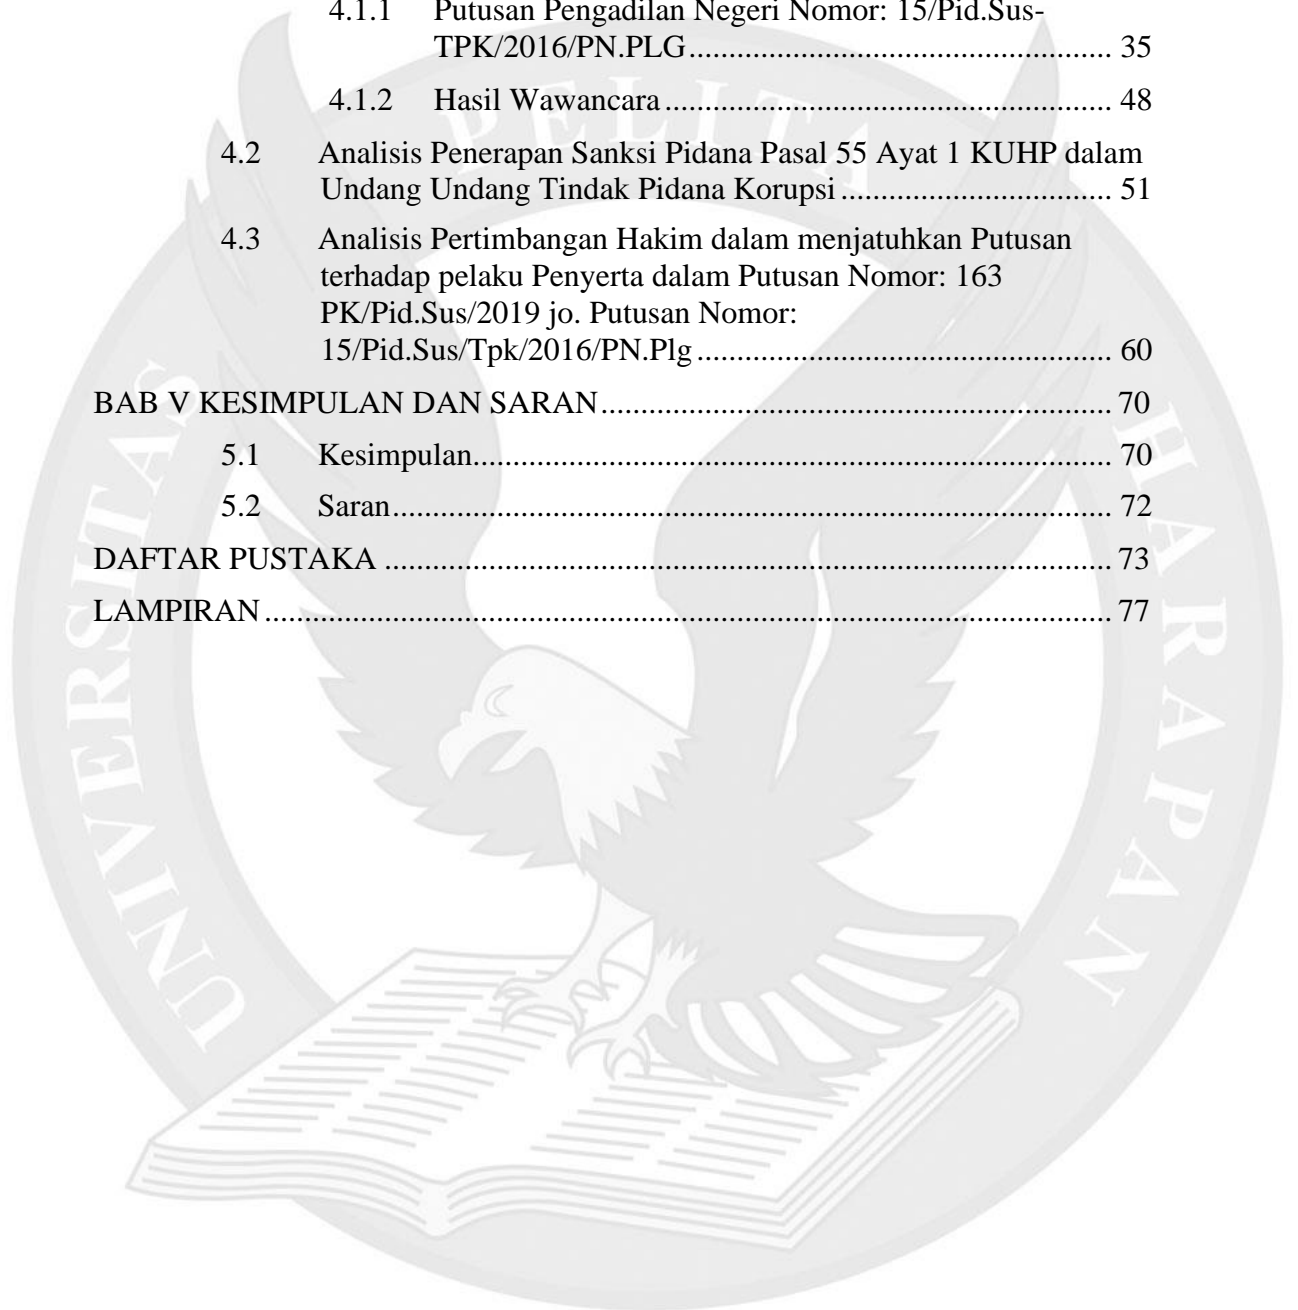 4.1.1 Putusan Pengadilan Negeri Nomor: 15/Pid.Sus-
TPK/2016/PN.PLG..................................................... 35
4.1.2 Hasil Wawancara........................................................ 48
4.2 Analisis Penerapan Sanksi Pidana Pasal 55 Ayat 1 KUHP dalam
Undang Undang Tindak Pidana Korupsi.................................. 51
4.3 Analisis Pertimbangan Hakim dalam menjatuhkan Putusan
terhadap pelaku Penyerta dalam Putusan Nomor: 163
PK/Pid.Sus/2019 jo. Putusan Nomor:
15/Pid.Sus/Tpk/2016/PN.Plg.................................................... 60
BAB V KESIMPULAN DAN SARAN................................................................ 70
5.1 Kesimpulan................................................................................ 70
5.2 Saran.......................................................................................... 72
DAFTAR PUSTAKA........................................................................................... 73
LAMPIRAN.......................................................................................................... 77
UNIVERSITAS PELITA HARAPAN